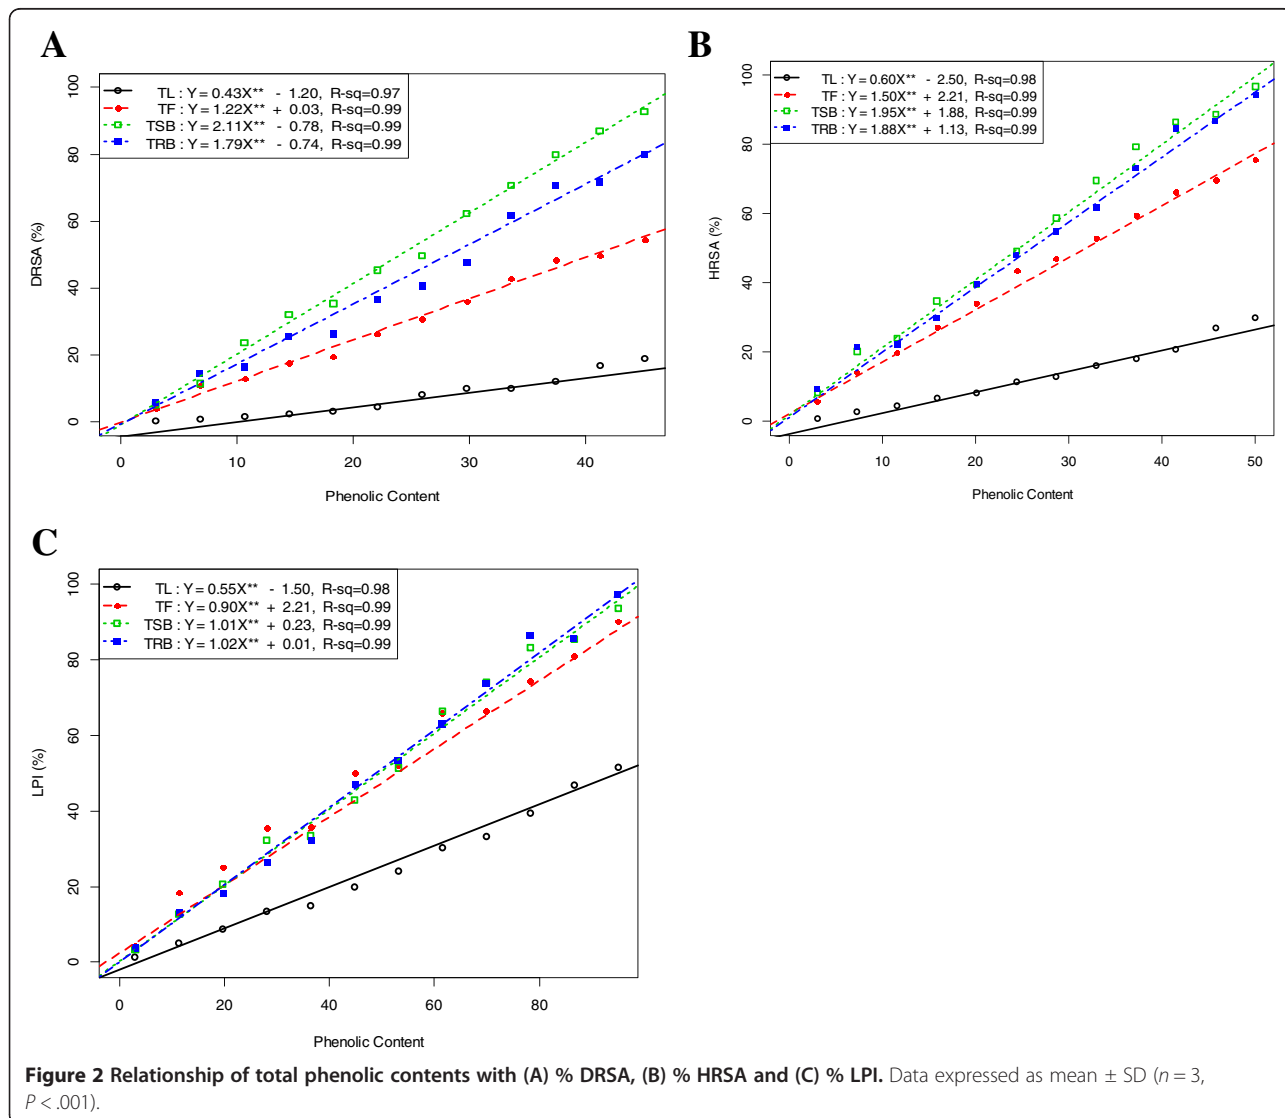 A
TL : Y = 0.43X** - 1.20, R-sq=0.97
TF : Y = 1.22X** + 0.03, R-sq=0.99
TSB : Y = 2.11X** - 0.78, R-sq=0.99
TRB : Y = 1.79X** - 0.74, R-sq=0.99
DRSA (%)
0 20 40 60 80 100
0 10 20 30 40
Phenolic Content
B
TL : Y = 0.60X** - 2.50, R-sq=0.98
TF : Y = 1.50X** + 2.21, R-sq=0.99
TSB : Y = 1.95X** + 1.88, R-sq=0.99
TRB : Y = 1.88X** + 1.13, R-sq=0.99
HRSA (%)
0 20 40 60 80 100
0 10 20 30 40 50
Phenolic Content
C
TL : Y = 0.55X** - 1.50, R-sq=0.98
TF : Y = 0.90X** + 2.21, R-sq=0.99
TSB : Y = 1.01X** + 0.23, R-sq=0.99
TRB : Y = 1.02X** + 0.01, R-sq=0.99
LPI (%)
0 20 40 60 80 100
0 20 40 60 80
Phenolic Content
Figure 2 Relationship of total phenolic contents with (A) % DRSA, (B) % HRSA and (C) % LPI. Data expressed as mean ± SD (n = 3,
P < .001).